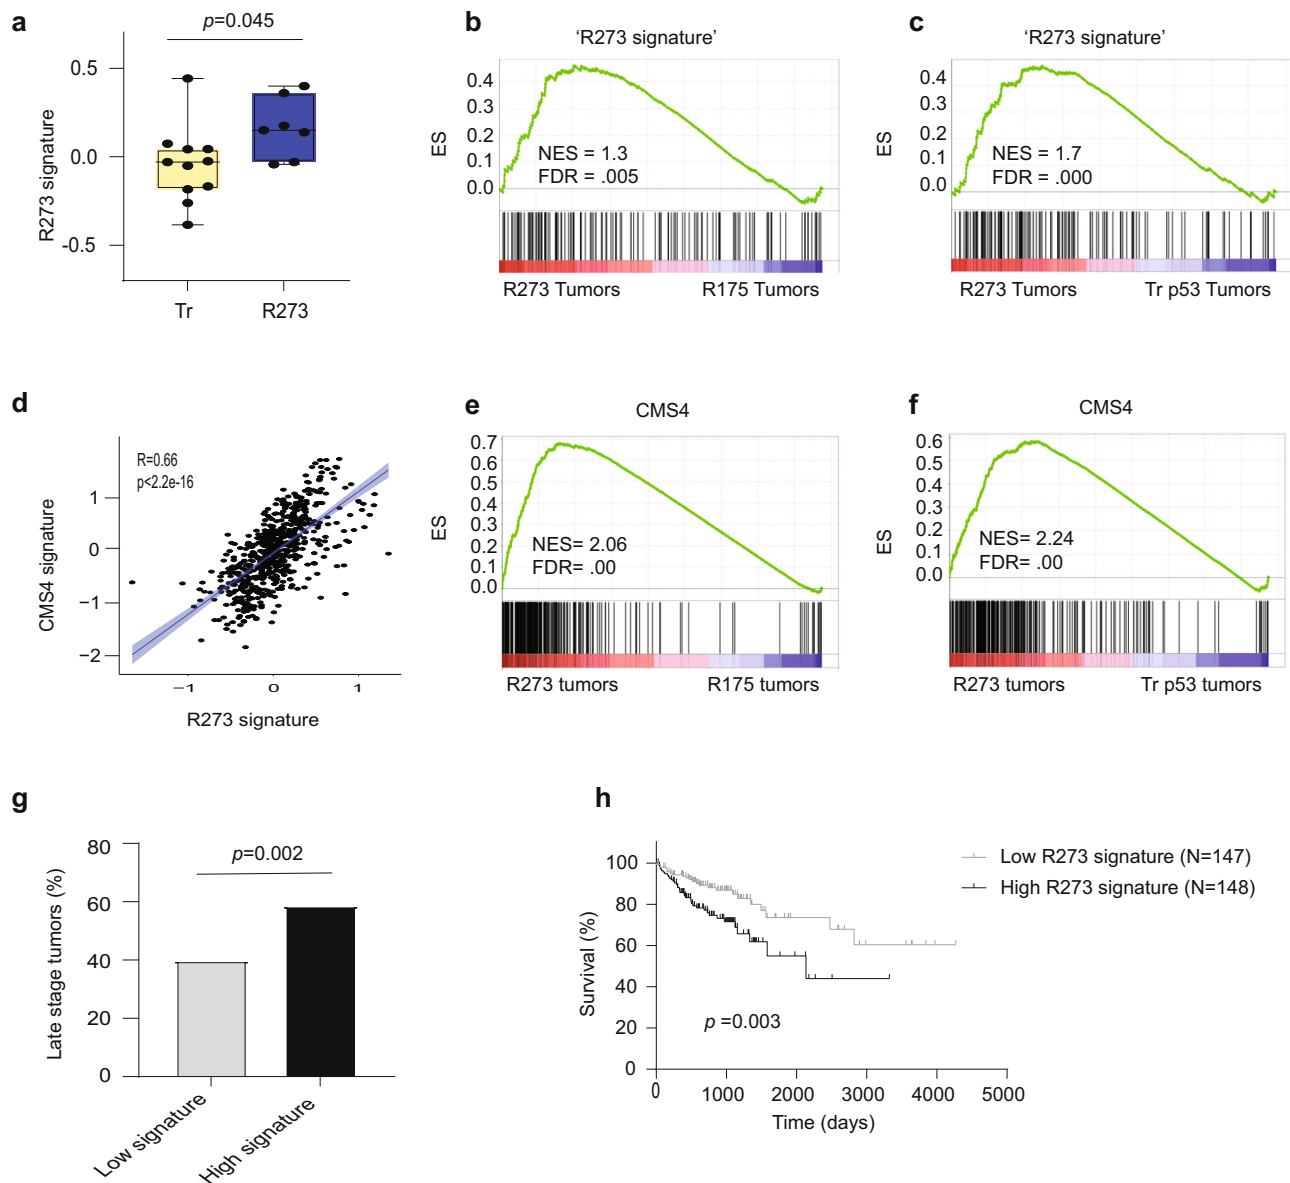 a
p=0.045
R273 signature
0.5
0.0
-0.5
Tr
R273
b
'R273 signature'
ES
0.4
0.3
0.2
0.1
0.0
NES = 1.3
FDR = .005
R273 Tumors
R175 Tumors
c
'R273 signature'
ES
0.4
0.3
0.2
0.1
0.0
NES = 1.7
FDR = .000
R273 Tumors
Tr p53 Tumors
d
R=0.66
p<2.2e-16
CMS4 signature
1
0
−1
−2
−1
0
1
R273 signature
e
CMS4
ES
0.7
0.6
0.5
0.4
0.3
0.2
0.1
0.0
NES= 2.06
FDR= .00
R273 tumors
R175 tumors
f
CMS4
ES
0.6
0.5
0.4
0.3
0.2
0.1
0.0
NES= 2.24
FDR= .00
R273 tumors
Tr p53 tumors
g
p=0.002
Late stage tumors (%)
80
60
40
20
0
Low signature
High signature
h
Survival (%)
100
80
60
40
20
0
p =0.003
0
1000
2000
3000
4000
5000
Time (days)
Low R273 signature (N=147)
High R273 signature (N=148)